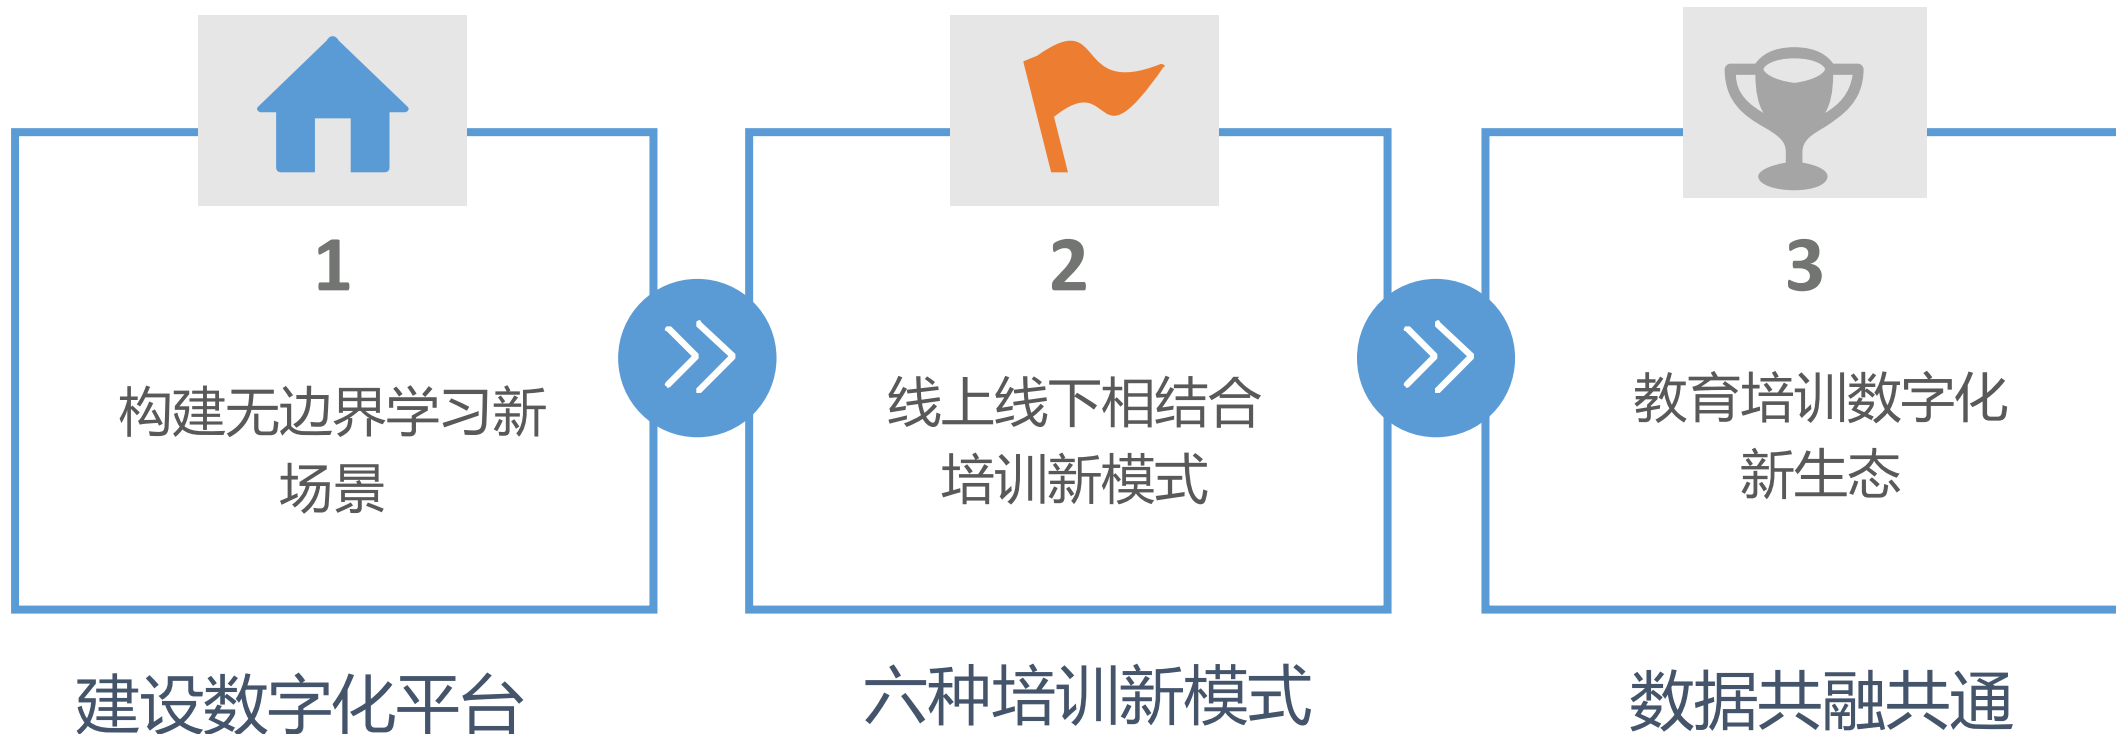 1
构建无边界学习新
场景
建设数字化平台
2
线上线下相结合
培训新模式
六种培训新模式
3
教育培训数字化
新生态
数据共融共通